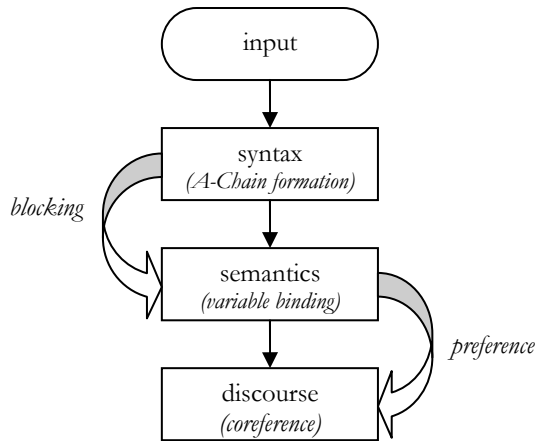 input
syntax
(A-Chain formation)
blocking
semantics
(variable binding)
preference
discourse
(coreference)